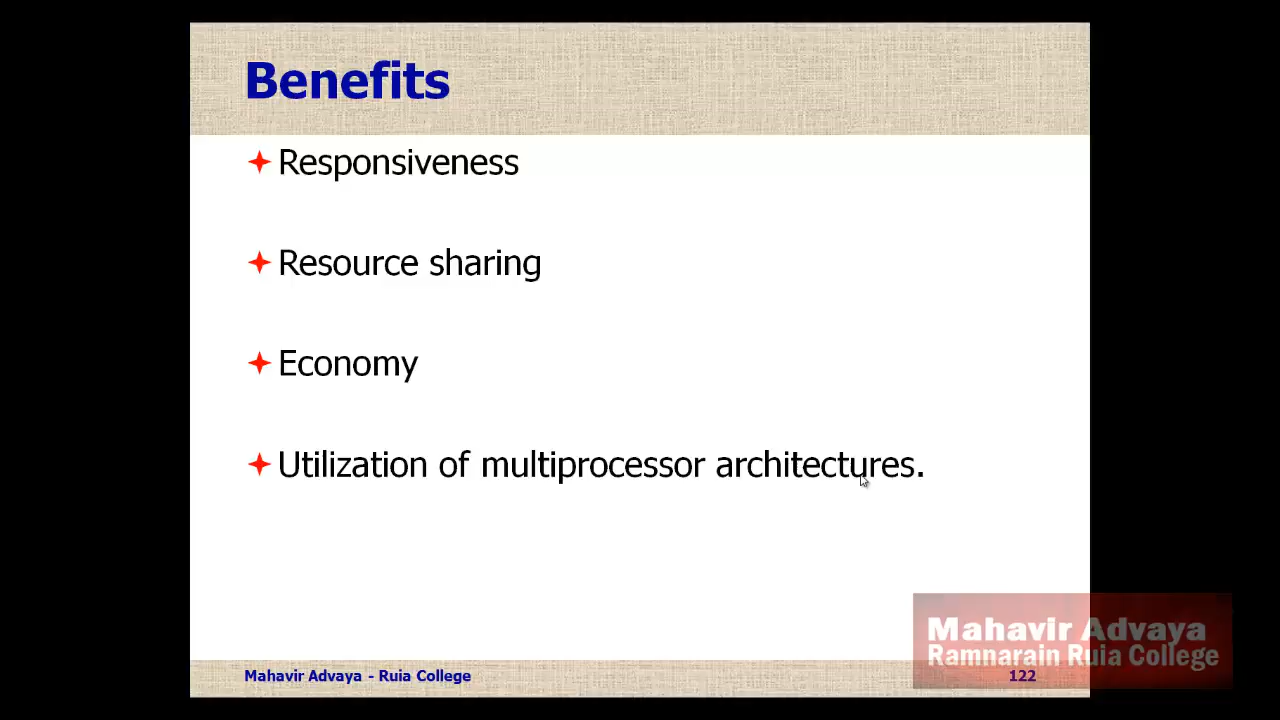 Benefits
Responsiveness
Resource sharing
Economy
Utilization of multiprocessor architectures.
Mahavir Advaya
Ramnarain Ruia College
Mahavir Advaya - Ruia College
122